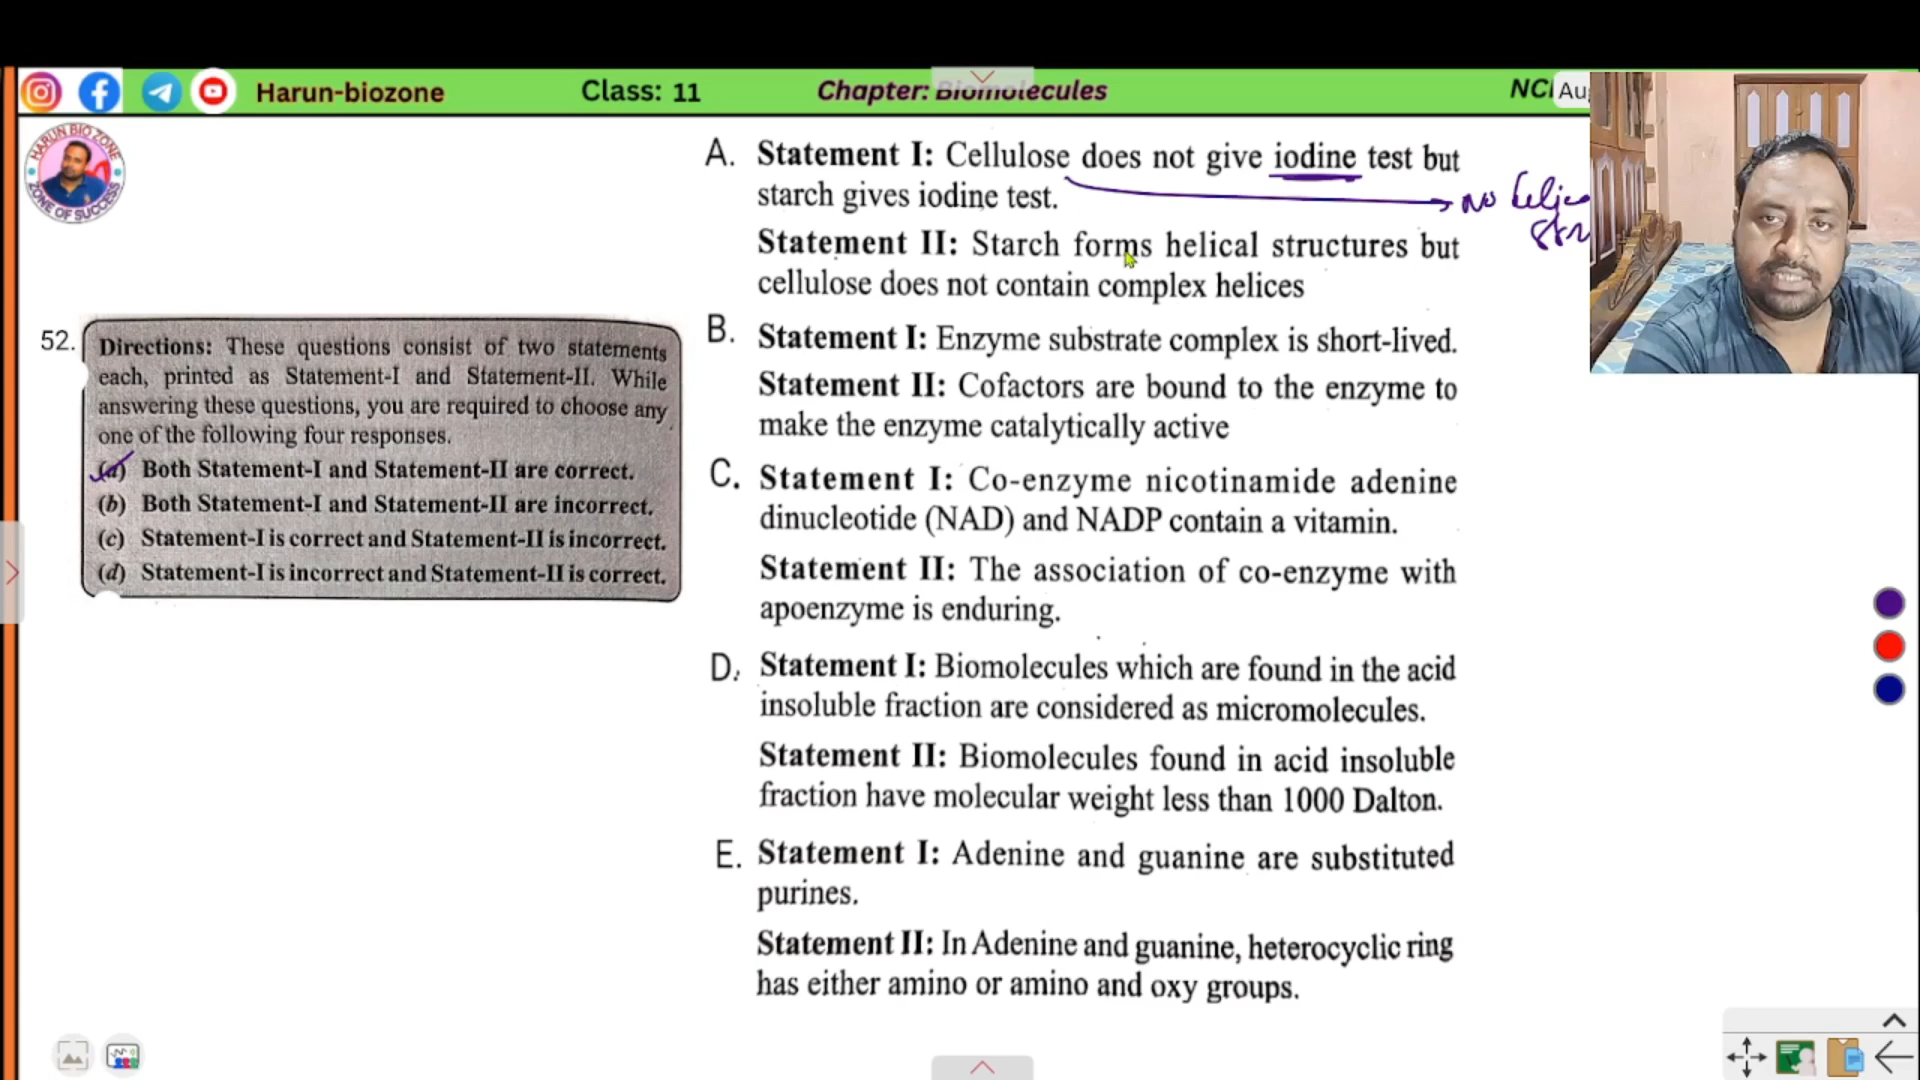 Harun-biozone
Class: 11
Chapter: Biomolecules
NC
Au
HARUN BIO ZONE
ZONE OF SUCCESS
A. Statement I: Cellulose does not give iodine test but
starch gives iodine test.
no
Statement II: Starch forms helical structures but
cellulose does not contain complex helices
52.
Directions: These questions consist of two statements
each, printed as Statement-I and Statement-II. While
answering these questions, you are required to choose any
one of the following four responses.
(a) Both Statement-I and Statement-II are correct.
(b) Both Statement-I and Statement-II are incorrect.
(c) Statement-I is correct and Statement-II is incorrect.
(d) Statement-I is incorrect and Statement-II is correct.
B. Statement I: Enzyme substrate complex is short-lived.
Statement II: Cofactors are bound to the enzyme to
make the enzyme catalytically active
C. Statement I: Co-enzyme nicotinamide adenine
dinucleotide (NAD) and NADP contain a vitamin.
Statement II: The association of co-enzyme with
apoenzyme is enduring.
D. Statement I: Biomolecules which are found in the acid
insoluble fraction are considered as micromolecules.
Statement II: Biomolecules found in acid insoluble
fraction have molecular weight less than 1000 Dalton.
E. Statement I: Adenine and guanine are substituted
purines.
Statement II: In Adenine and guanine, heterocyclic ring
has either amino or amino and oxy groups.